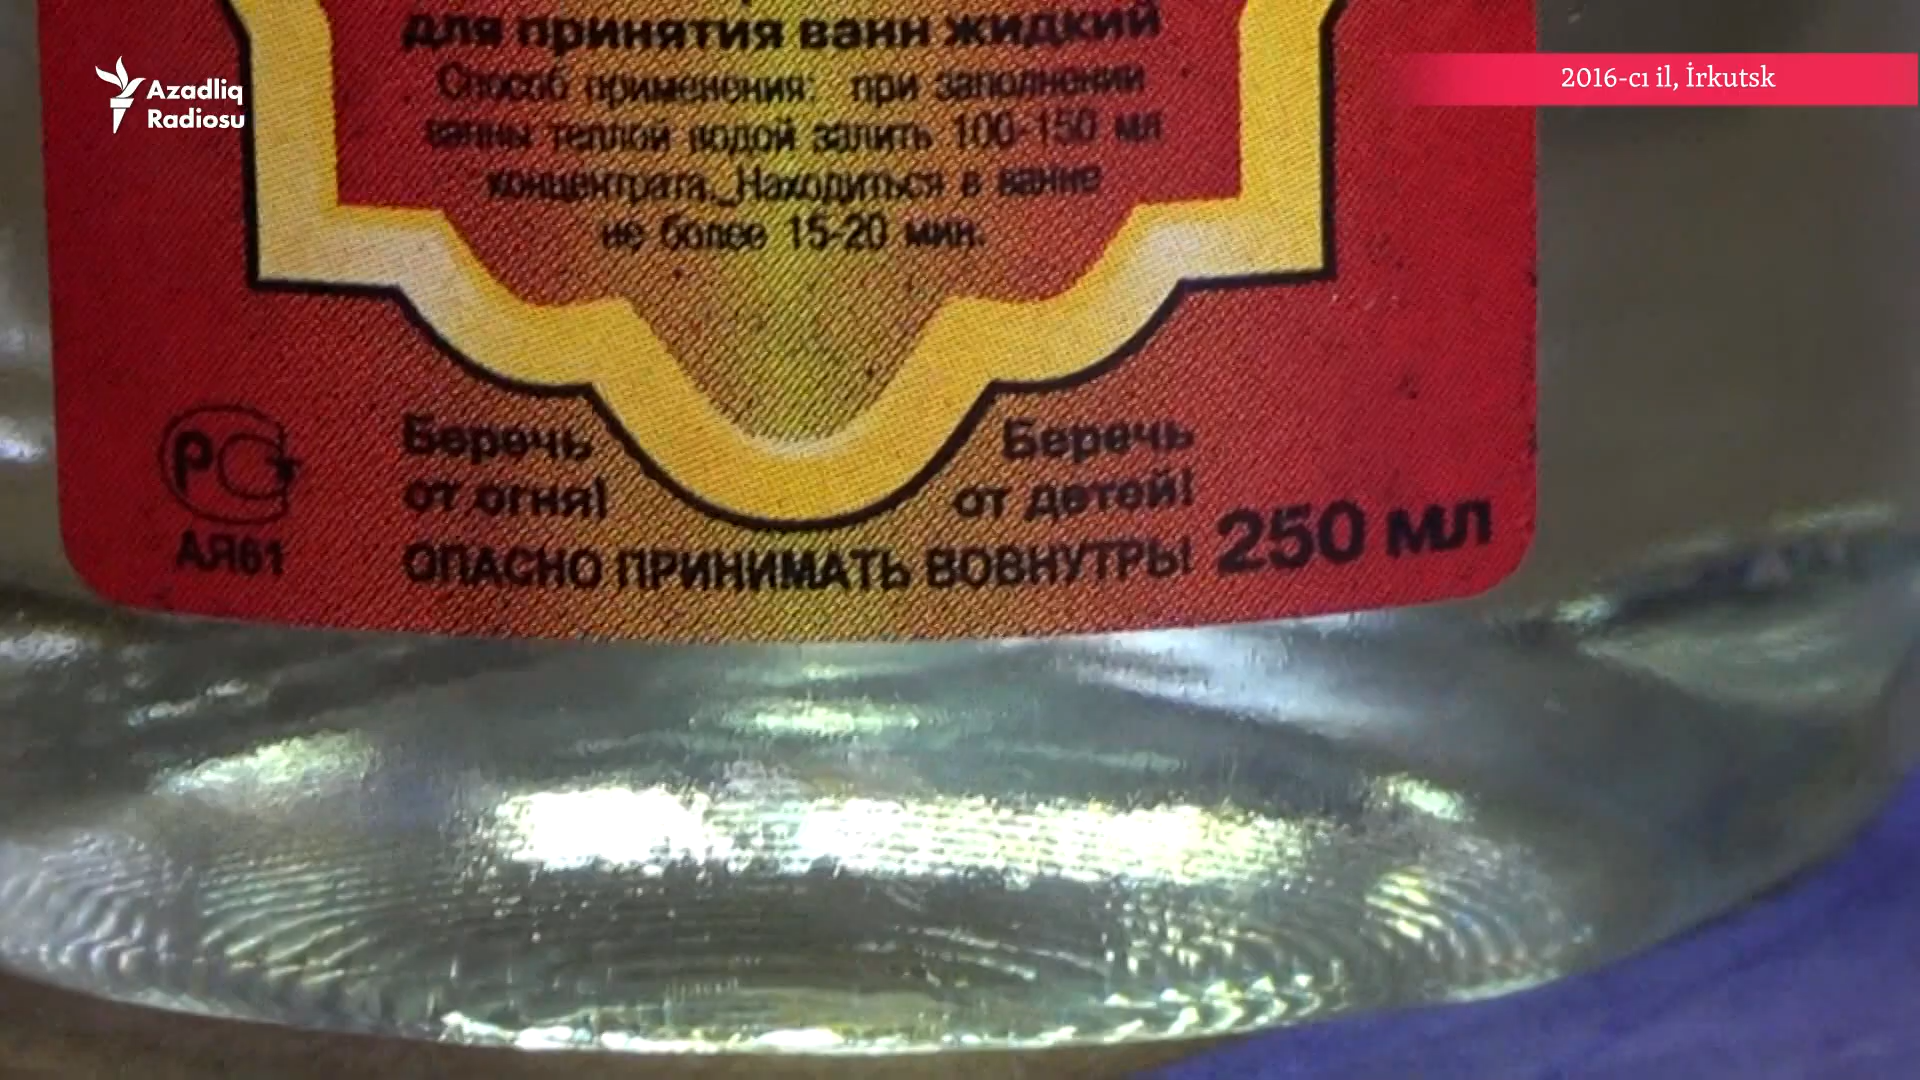 для принятия ванн жидкий
Способ применения: при заполнении
ванны теплой водой залить 100-150 мл
концентрата. Находиться в ванне
не более 15-20 мин.
Azadlıq
Radiosu
2016-cı il, İrkutsk
Беречь
от огня!
Беречь
от детей!
РС
АЯ61
ОПАСНО ПРИНИМАТЬ ВОВНУТРЬ!
250 мл